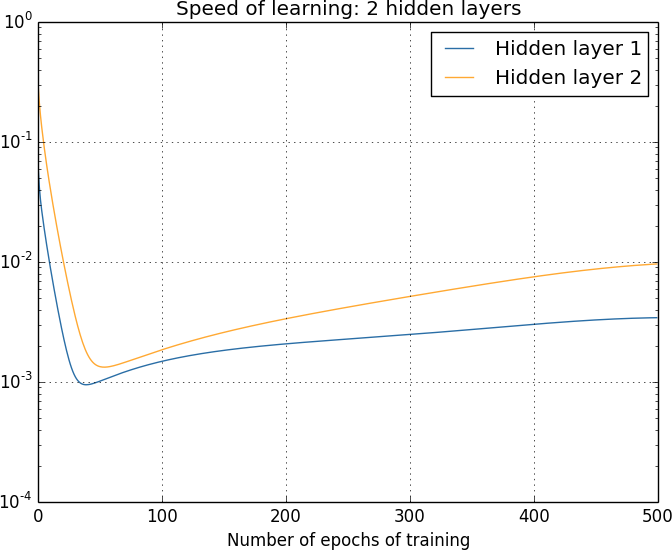 Speed of learning: 2 hidden layers
10^0
Hidden layer 1
Hidden layer 2
10^-1
10^-2
10^-3
10^-4
0 100 200 300 400 500
Number of epochs of training